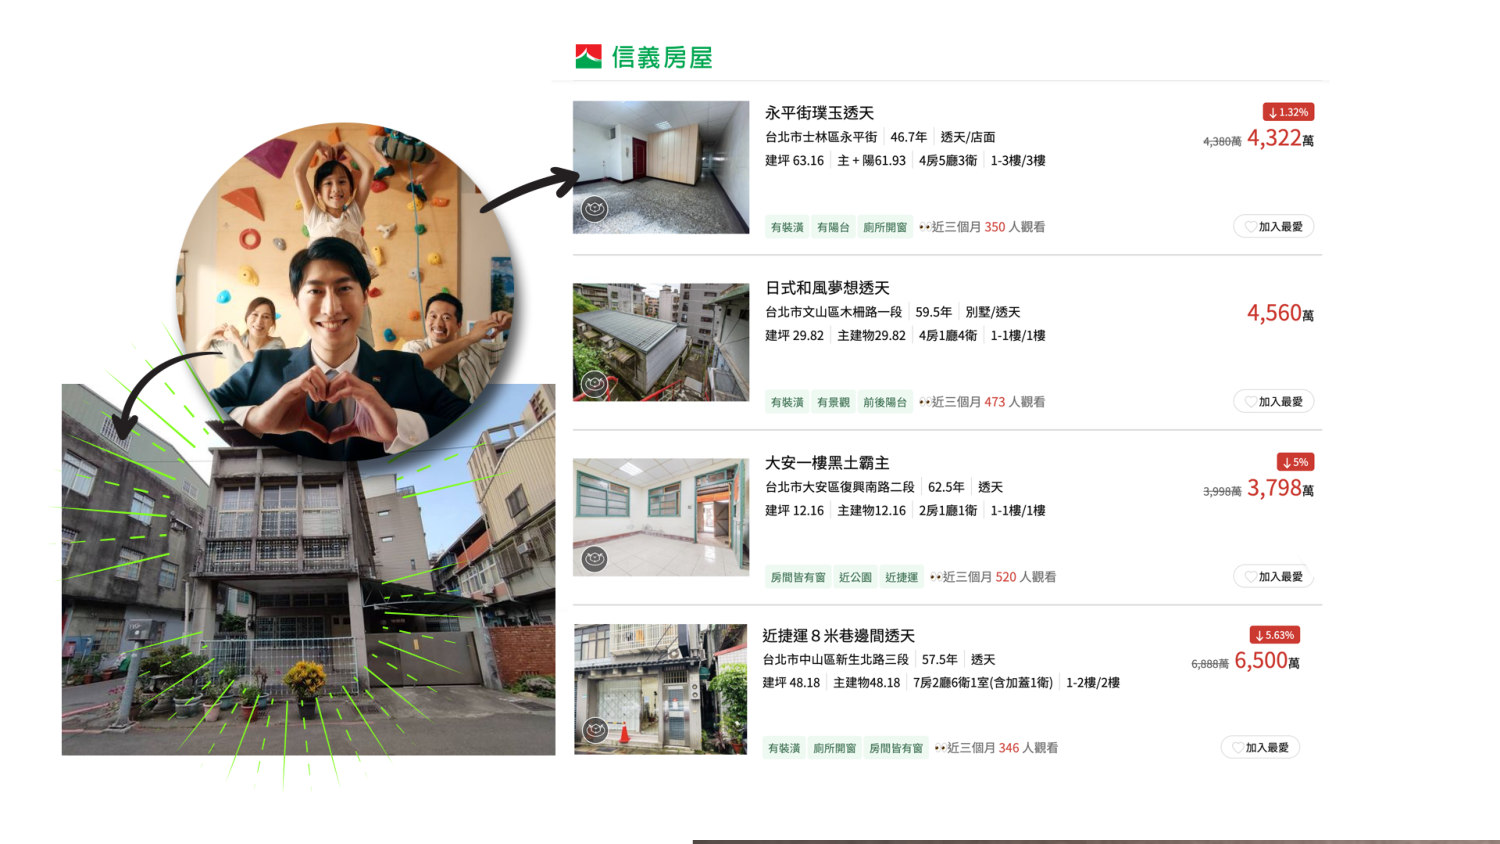 信義房屋
永平街璞玉透天
↓1.32%
台北市士林區永平街 46.7年 透天/店面
4,380萬 4,322萬
建坪 63.16 主 + 陽61.93 4房5廳3衛 1-3樓/3樓
有裝潢 有陽台 廁所開窗 近三個月 350 人觀看
加入最愛
日式和風夢想透天
台北市文山區木柵路一段 59.5年 別墅/透天
4,560萬
建坪 29.82 主建物29.82 4房1廳4衛 1-1樓/1樓
有裝潢 有景觀 前後陽台 近三個月 473 人觀看
加入最愛
大安一樓黑土霸主
↓5%
台北市大安區復興南路二段 62.5年 透天
3,998萬 3,798萬
建坪 12.16 主建物12.16 2房1廳1衛 1-1樓/1樓
房間皆有窗 近公園 近捷運 近三個月 520 人觀看
加入最愛
近捷運８米巷邊間透天
↓5.63%
台北市中山區新生北路三段 57.5年 透天
6,888萬 6,500萬
建坪 48.18 主建物48.18 7房2廳6衛1室(含加蓋1衛) 1-2樓/2樓
有裝潢 廁所開窗 房間皆有窗 近三個月 346 人觀看
加入最愛